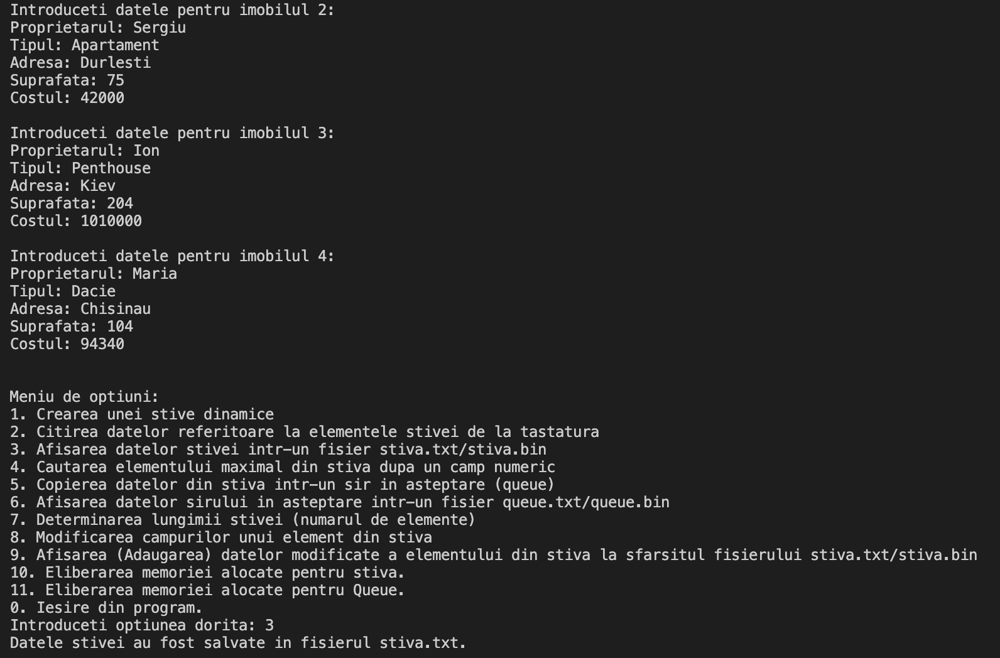 Introduceti datele pentru imobilul 2:
Proprietarul: Sergiu
Tipul: Apartament
Adresa: Durlesti
Suprafata: 75
Costul: 42000
Introduceti datele pentru imobilul 3:
Proprietarul: Ion
Tipul: Penthouse
Adresa: Kiev
Suprafata: 204
Costul: 1010000
Introduceti datele pentru imobilul 4:
Proprietarul: Maria
Tipul: Dacie
Adresa: Chisinau
Suprafata: 104
Costul: 94340
Meniu de optiuni:
1. Crearea unei stive dinamice
2. Citirea datelor referitoare la elementele stivei de la tastatura
3. Afisarea datelor stivei intr-un fisier stiva.txt/stiva.bin
4. Cautarea elementului maximal din stiva dupa un camp numeric
5. Copierea datelor din stiva intr-un sir in asteptare (queue)
6. Afisarea datelor sirului in asteptare intr-un fisier queue.txt/queue.bin
7. Determinarea lungimii stivei (numarul de elemente)
8. Modificarea campurilor unui element din stiva
9. Afisarea (Adaugarea) datelor modificate a elementului din stiva la sfarsitul fisierului stiva.txt/stiva.bin
10. Eliberarea memoriei alocate pentru stiva.
11. Eliberarea memoriei alocate pentru Queue.
0. Iesire din program.
Introduceti optiunea dorita: 3
Datele stivei au fost salvate in fisierul stiva.txt.